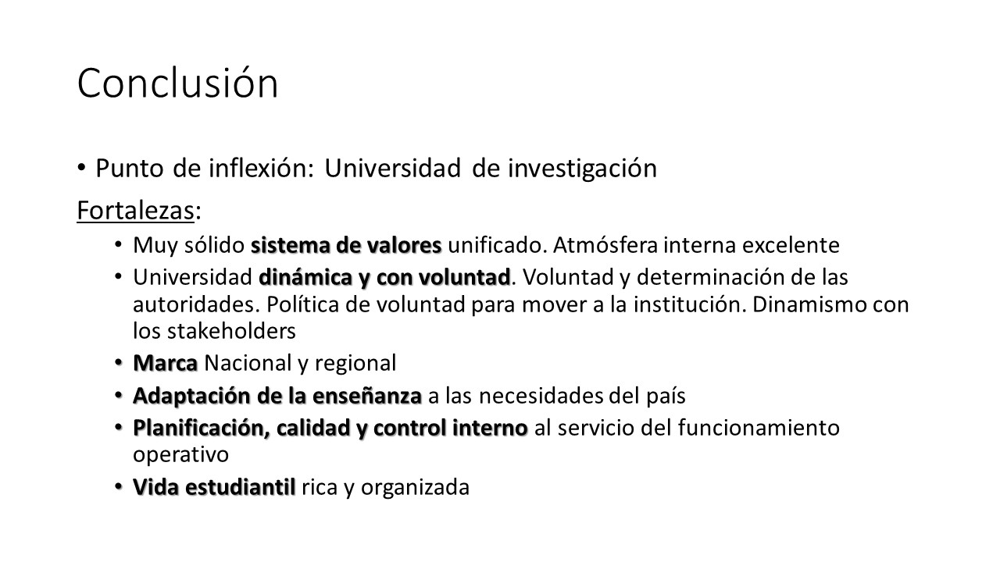 Conclusión
• Punto de inflexión: Universidad de investigación
Fortalezas:
• Muy sólido sistema de valores unificado. Atmósfera interna excelente
• Universidad dinámica y con voluntad. Voluntad y determinación de las
autoridades. Política de voluntad para mover a la institución. Dinamismo con
los stakeholders
• Marca Nacional y regional
• Adaptación de la enseñanza a las necesidades del país
• Planificación, calidad y control interno al servicio del funcionamiento
operativo
• Vida estudiantil rica y organizada